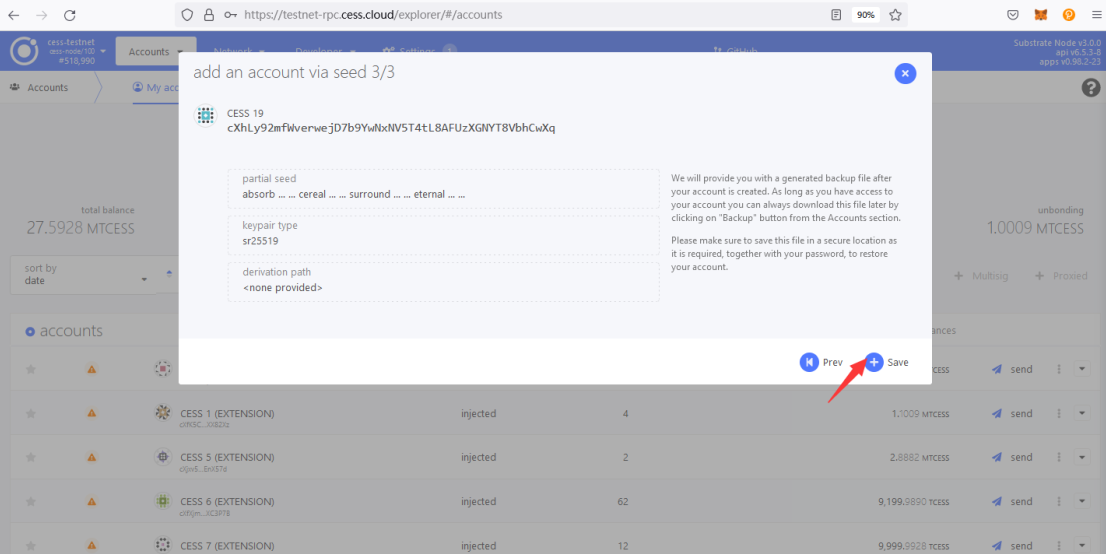 https://testnet-rpc.cess.cloud/explorer/#/accounts
90%
cess-testnet
cess-node/100
#518,990
Accounts
Network
Developer
Settings
GitHub
Substrate Node v3.0.0
api v6.5.3-8
apps v0.98.2-23
Accounts
My acc
add an account via seed 3/3
CESS 19
cXhLy92mfWverwejD7b9YwNxNV5T4tL8AFUzXGNYT8VbhCwXq
partial seed
absorb ... ... cereal ... ... surround ... ... eternal ... ...
keypair type
sr25519
derivation path
<none provided>
We will provide you with a generated backup file after
your account is created. As long as you have access to
your account you can always download this file later by
clicking on "Backup" button from the Accounts section.
Please make sure to save this file in a secure location as
it is required, together with your password, to restore
your account.
Prev
Save
total balance
27.5928 MTCESS
unbonding
1.0009 MTCESS
sort by
date
Multisig
Proxied
accounts
ances
CESS
send
CESS 1 (EXTENSION)
injected
4
1.1009 MTCESS
send
CESS 5 (EXTENSION)
injected
2
2.8882 MTCESS
send
CESS 6 (EXTENSION)
injected
62
9,199.9890 TCESS
send
CESS 7 (EXTENSION)
injected
12
9,999.9928 TCESS
send